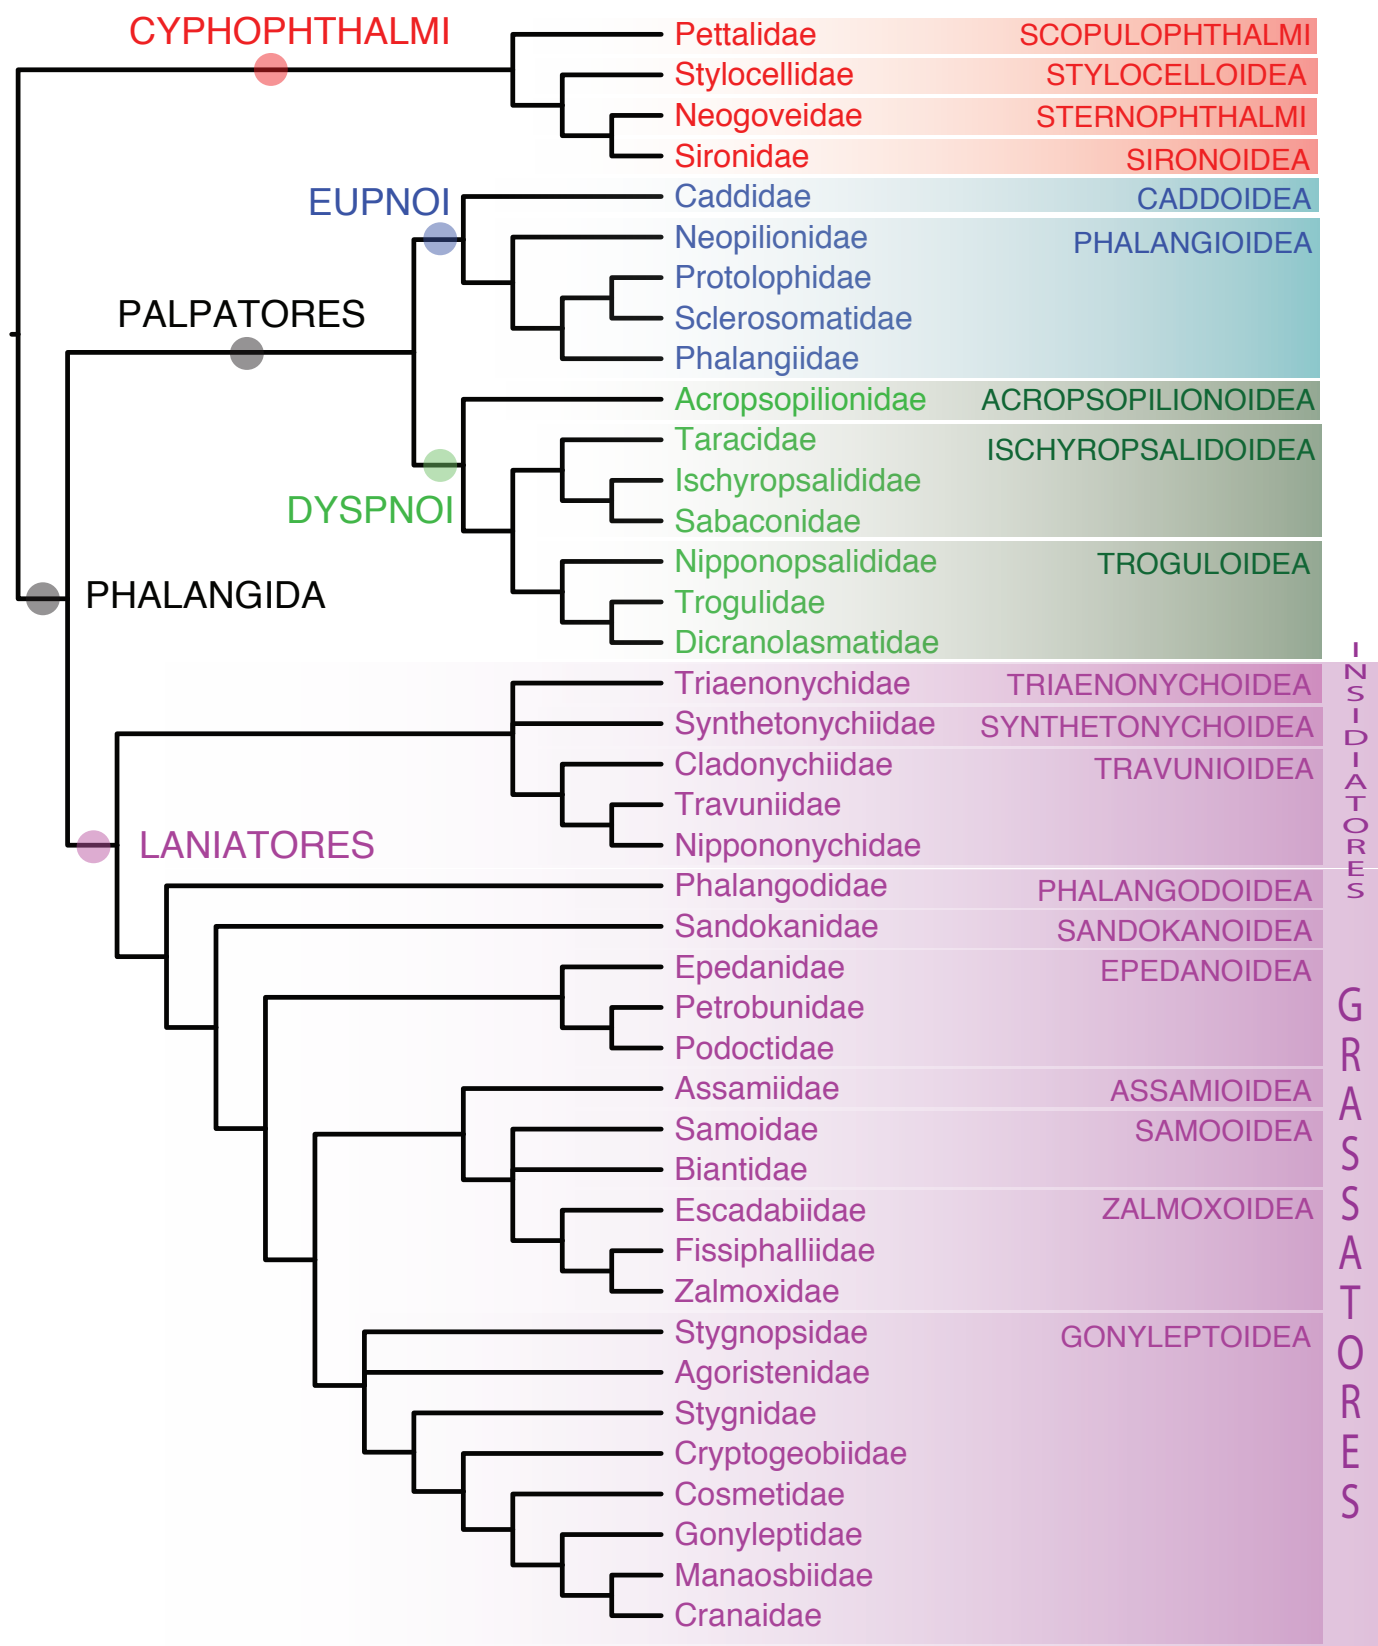 CYPHOPHTHALMI
Pettalidae SCOPULOPHTHALMI
Stylocellidae STYLOCELLOIDEA
Neogoveidae STERNOPHTHALMI
Sironidae SIRONOIDEA
EUPNOI
Caddidae CADDOIDEA
Neopilionidae PHALANGIOIDEA
Protolophidae
Sclerosomatidae
Phalangiidae
PALPATORES
Acropsopilionidae ACROPSOPILIONOIDEA
Taracidae ISCHYROPSALIDOIDEA
Ischyropsalididae
Sabaconidae
DYSPNOI
Nipponopsalididae TROGULOIDEA
Trogulidae
Dicranolasmatidae
PHALANGIDA
Triaenonychidae TRIAENONYCHOIDEA
Synthetonychiidae SYNTHETONYCHOIDEA
Cladonychiidae TRAVUNIOIDEA
Travuniidae
Nippononychidae
LANIATORES
INSIDIATORES
Phalangodidae PHALANGODOIDEA
Sandokanidae SANDOKANOIDEA
Epedanidae EPEDANOIDEA
Petrobunidae
Podoctidae
Assamiidae ASSAMIOIDEA
Samoidae SAMOOIDEA
Biantidae
Escadabiidae ZALMOXOIDEA
Fissiphalliidae
Zalmoxidae
Stygnopsidae GONYLEPTOIDEA
Agoristenidae
Stygnidae
Cryptogeobiidae
Cosmetidae
Gonyleptidae
Manaosbiidae
Cranaidae
GRASSATORES